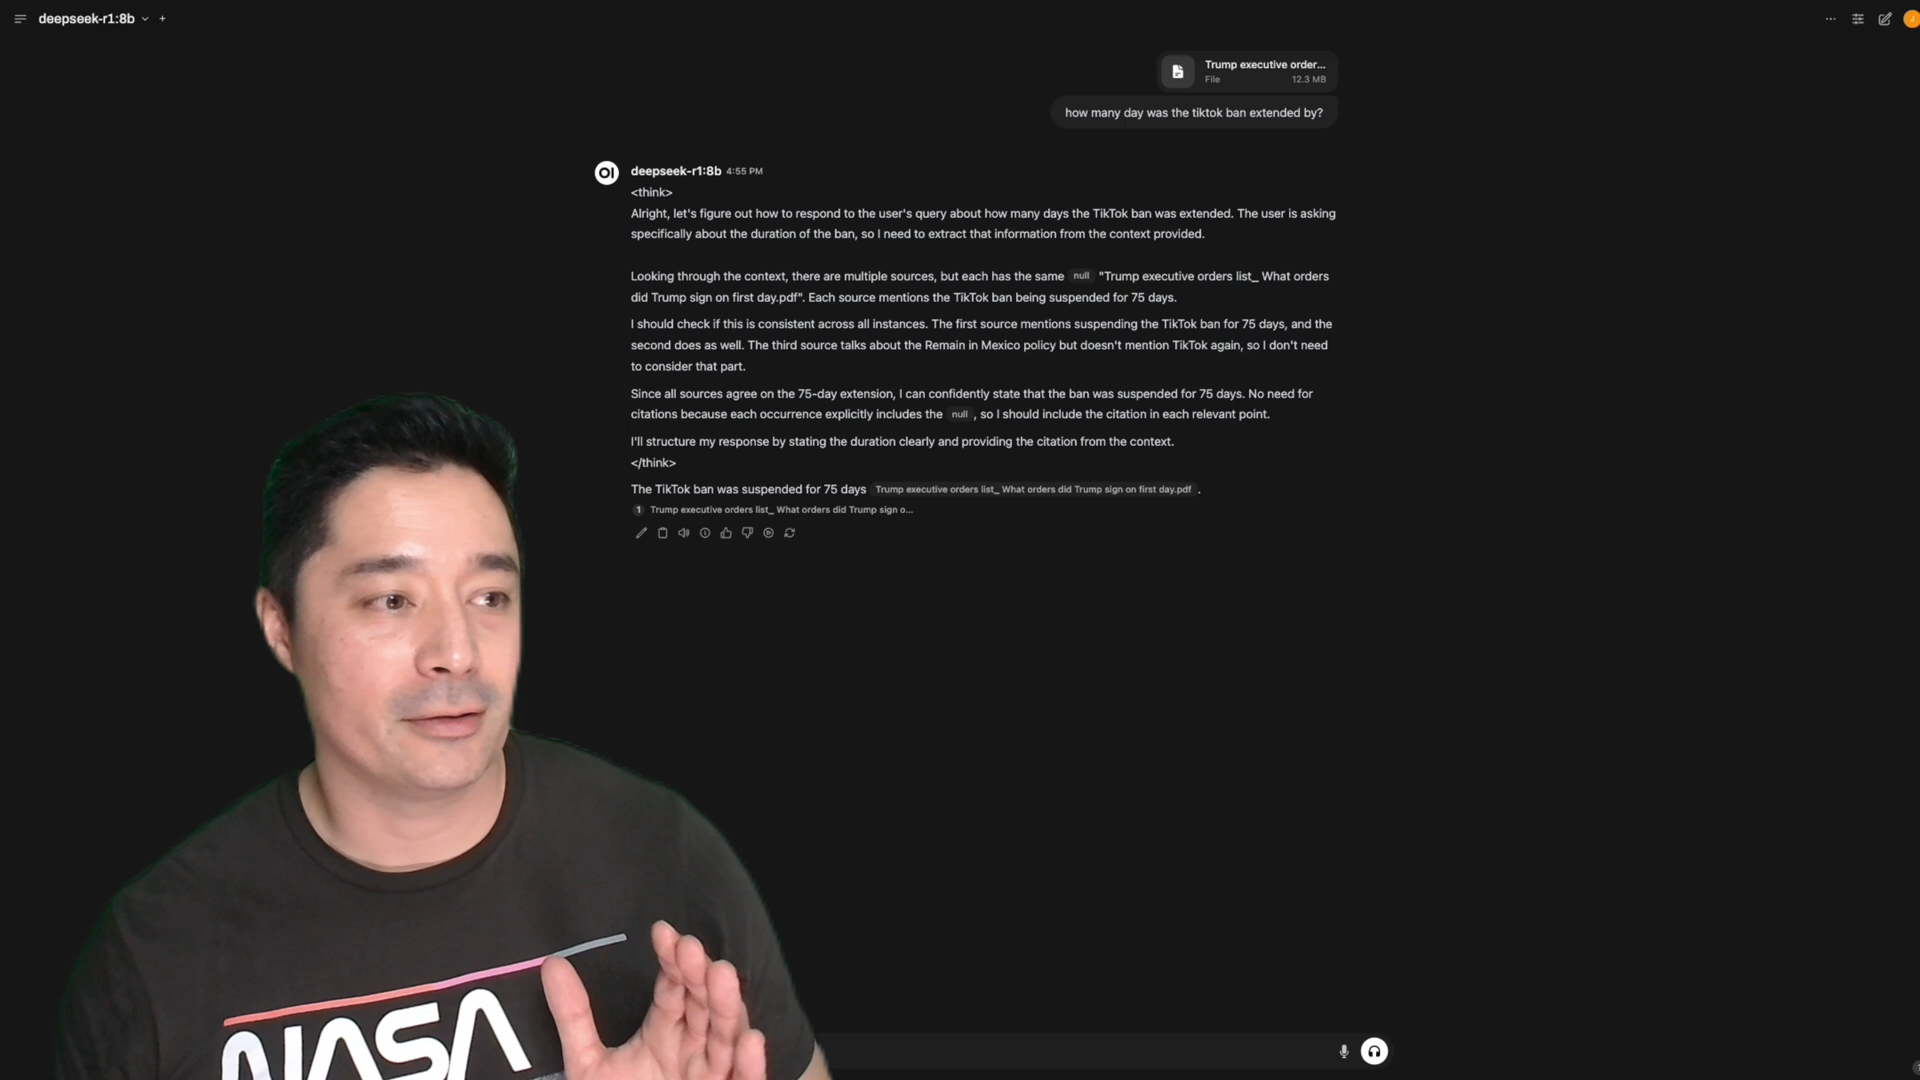 deepseek-r1:8b
Trump executive order...
File 12.3 MB
how many day was the tiktok ban extended by?
OI deepseek-r1:8b 4:55 PM
<think>
Alright, let's figure out how to respond to the user's query about how many days the TikTok ban was extended. The user is asking
specifically about the duration of the ban, so I need to extract that information from the context provided.
Looking through the context, there are multiple sources, but each has the same null "Trump executive orders list_ What orders
did Trump sign on first day.pdf". Each source mentions the TikTok ban being suspended for 75 days.
I should check if this is consistent across all instances. The first source mentions suspending the TikTok ban for 75 days, and the
second does as well. The third source talks about the Remain in Mexico policy but doesn't mention TikTok again, so I don't need
to consider that part.
Since all sources agree on the 75-day extension, I can confidently state that the ban was suspended for 75 days. No need for
citations because each occurrence explicitly includes the null , so I should include the citation in each relevant point.
I'll structure my response by stating the duration clearly and providing the citation from the context.
</think>
The TikTok ban was suspended for 75 days Trump executive orders list_ What orders did Trump sign on first day.pdf .
1 Trump executive orders list_ What orders did Trump sign o...
NASA